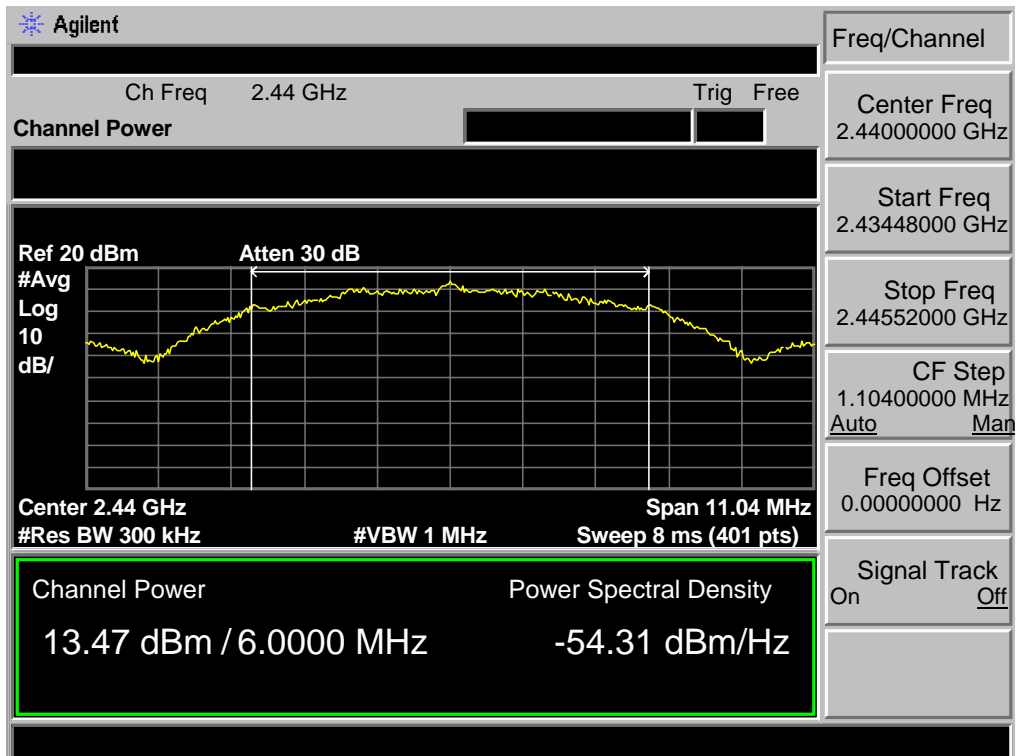 Agilent
Ch Freq 2.44 GHz Trig Free
Channel Power
Ref 20 dBm Atten 30 dB
#Avg
Log
10
dB/
Center 2.44 GHz Span 11.04 MHz
#Res BW 300 kHz #VBW 1 MHz Sweep 8 ms (401 pts)
Channel Power Power Spectral Density
13.47 dBm / 6.0000 MHz -54.31 dBm/Hz
Freq/Channel
Center Freq
2.44000000 GHz
Start Freq
2.43448000 GHz
Stop Freq
2.44552000 GHz
CF Step
1.10400000 MHz
Auto Man
Freq Offset
0.00000000 Hz
Signal Track
On Off